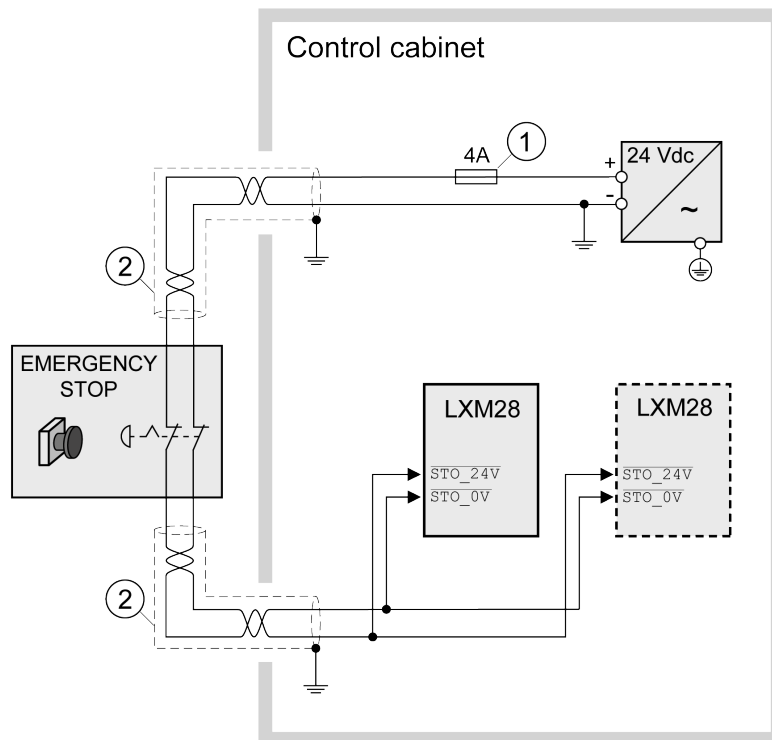 Control cabinet
4A
1
+
24 Vdc
-
~
2
EMERGENCY
STOP
LXM28
STO_24V
STO_0V
LXM28
STO_24V
STO_0V
2